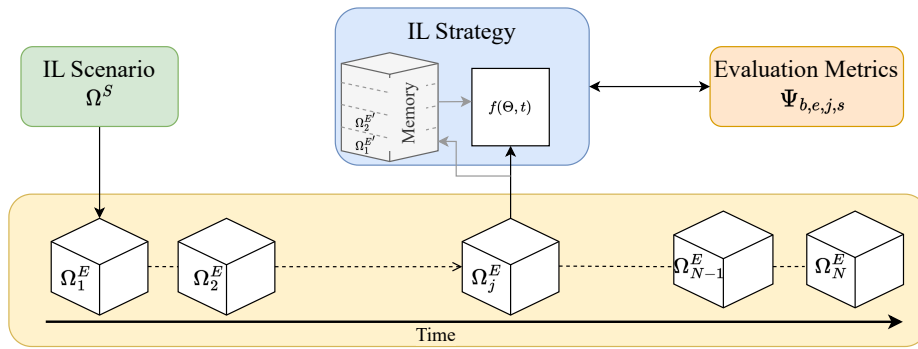 IL Scenario
Ω^S
IL Strategy
Memory
Ω_2^{E'}
Ω_1^{E'}
f(Θ, t)
Evaluation Metrics
Ψ_{b,e,j,s}
Ω_1^E
Ω_2^E
Ω_j^E
Ω_{N-1}^E
Ω_N^E
Time